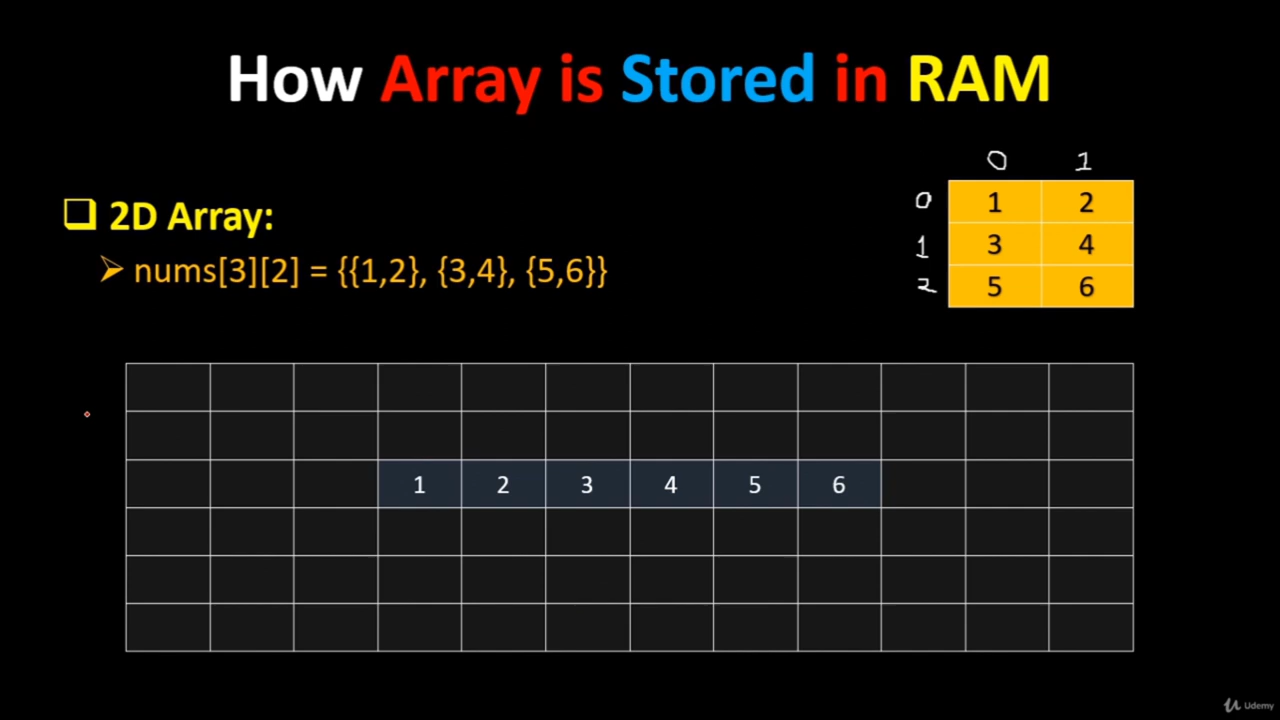 How Array is Stored in RAM
0 1
2D Array:
0 1 2
1 3 4
nums[3][2] = {{1,2}, {3,4}, {5,6}}
2 5 6
1 2 3 4 5 6
Udemy